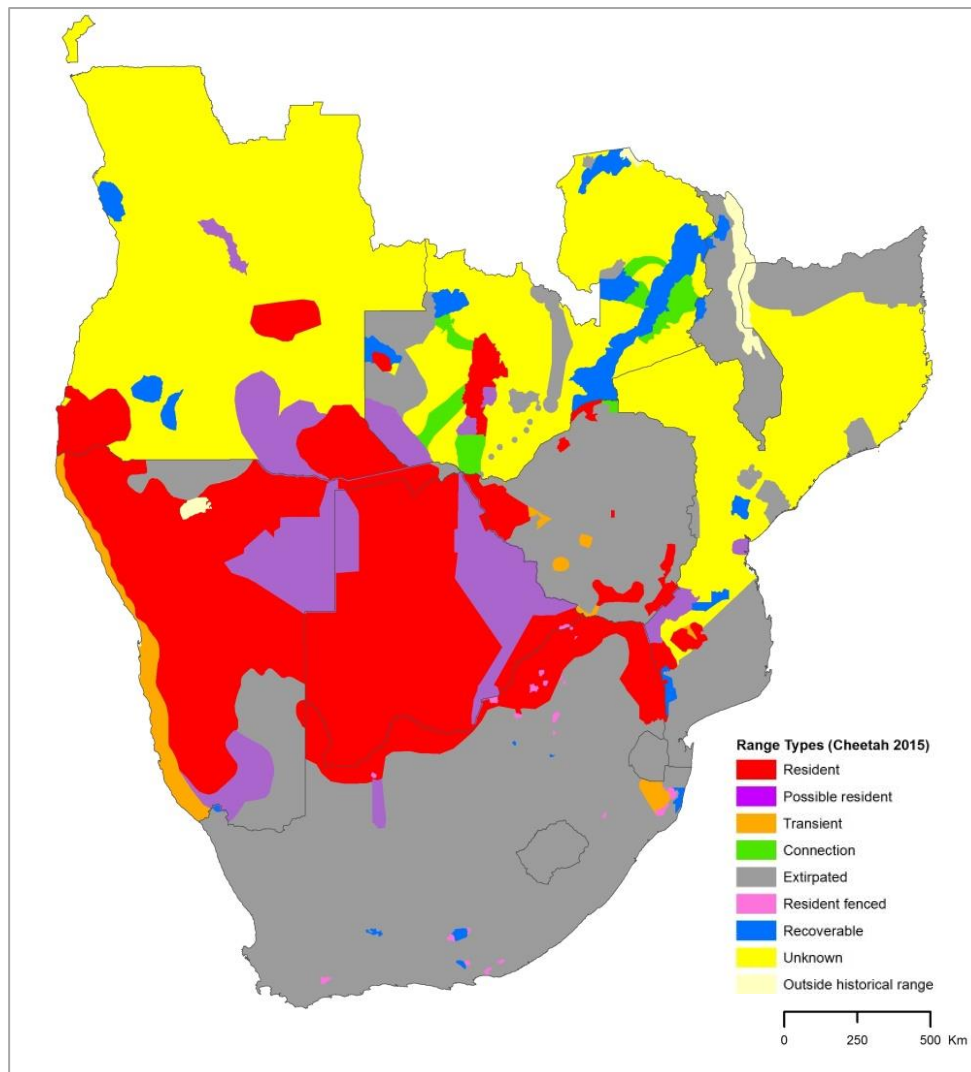 Range Types (Cheetah 2015)
Resident
Possible resident
Transient
Connection
Extirpated
Resident fenced
Recoverable
Unknown
Outside historical range
0 250 500 Km